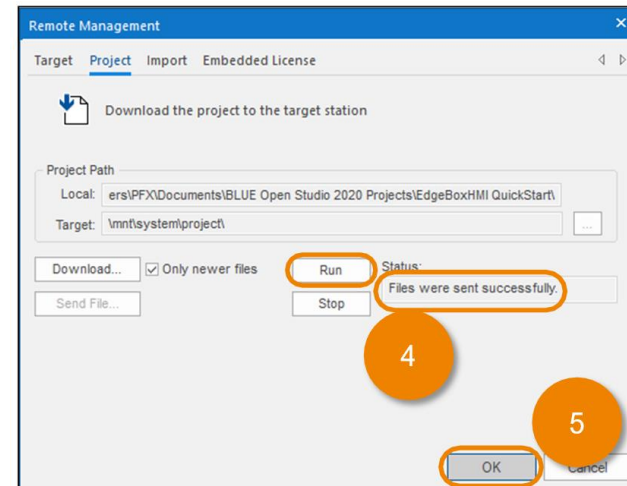 Remote Management
Target Project Import Embedded License
Download the project to the target station
Project Path
Local: ers\PFX\Documents\BLUE Open Studio 2020 Projects\EdgeBoxHMI QuickStart\
Target: \mnt\system\project\ ...
Download... Only newer files Run Status:
Files were sent successfully.
Send File... Stop
4
5
OK Cancel